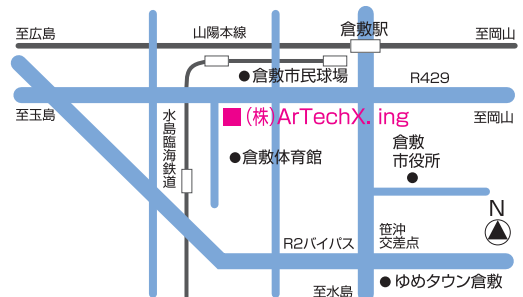 倉敷駅
至広島
山陽本線
至岡山
倉敷市民球場
R429
至玉島
(株)ArTechX. ing
至岡山
水島臨海鉄道
倉敷体育館
倉敷
市役所
N
R2バイパス
笹沖
交差点
ゆめタウン倉敷
至水島